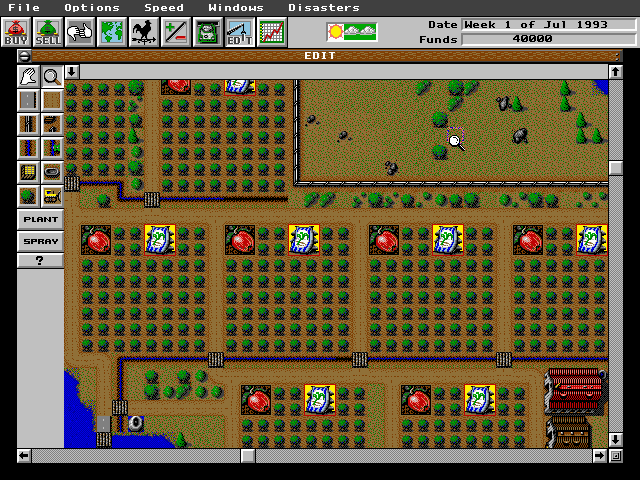 File Options Speed Windows Disasters
BUY SELL EDIT
Date Week 1 of Jul 1993
Funds 40000
EDIT
PLANT
SPRAY
?